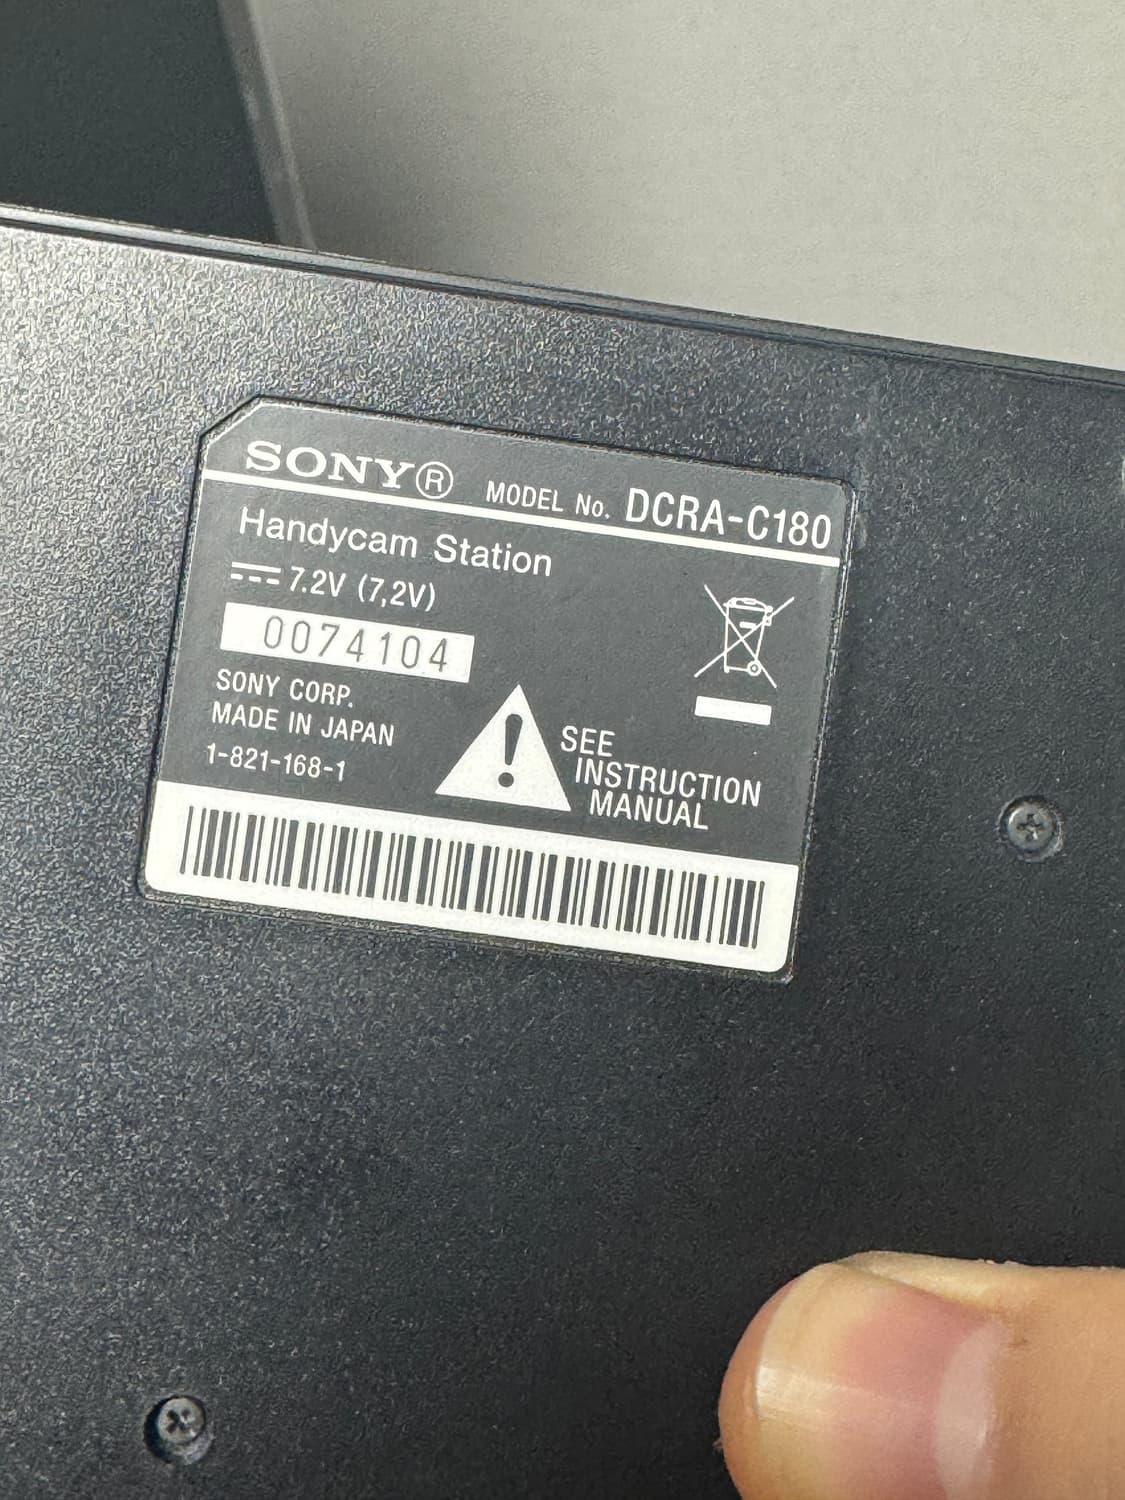 SONY® MODEL No. DCRA-C180
Handycam Station
7.2V (7,2V)
0074104
SONY CORP.
MADE IN JAPAN
1-821-168-1
SEE
INSTRUCTION
MANUAL